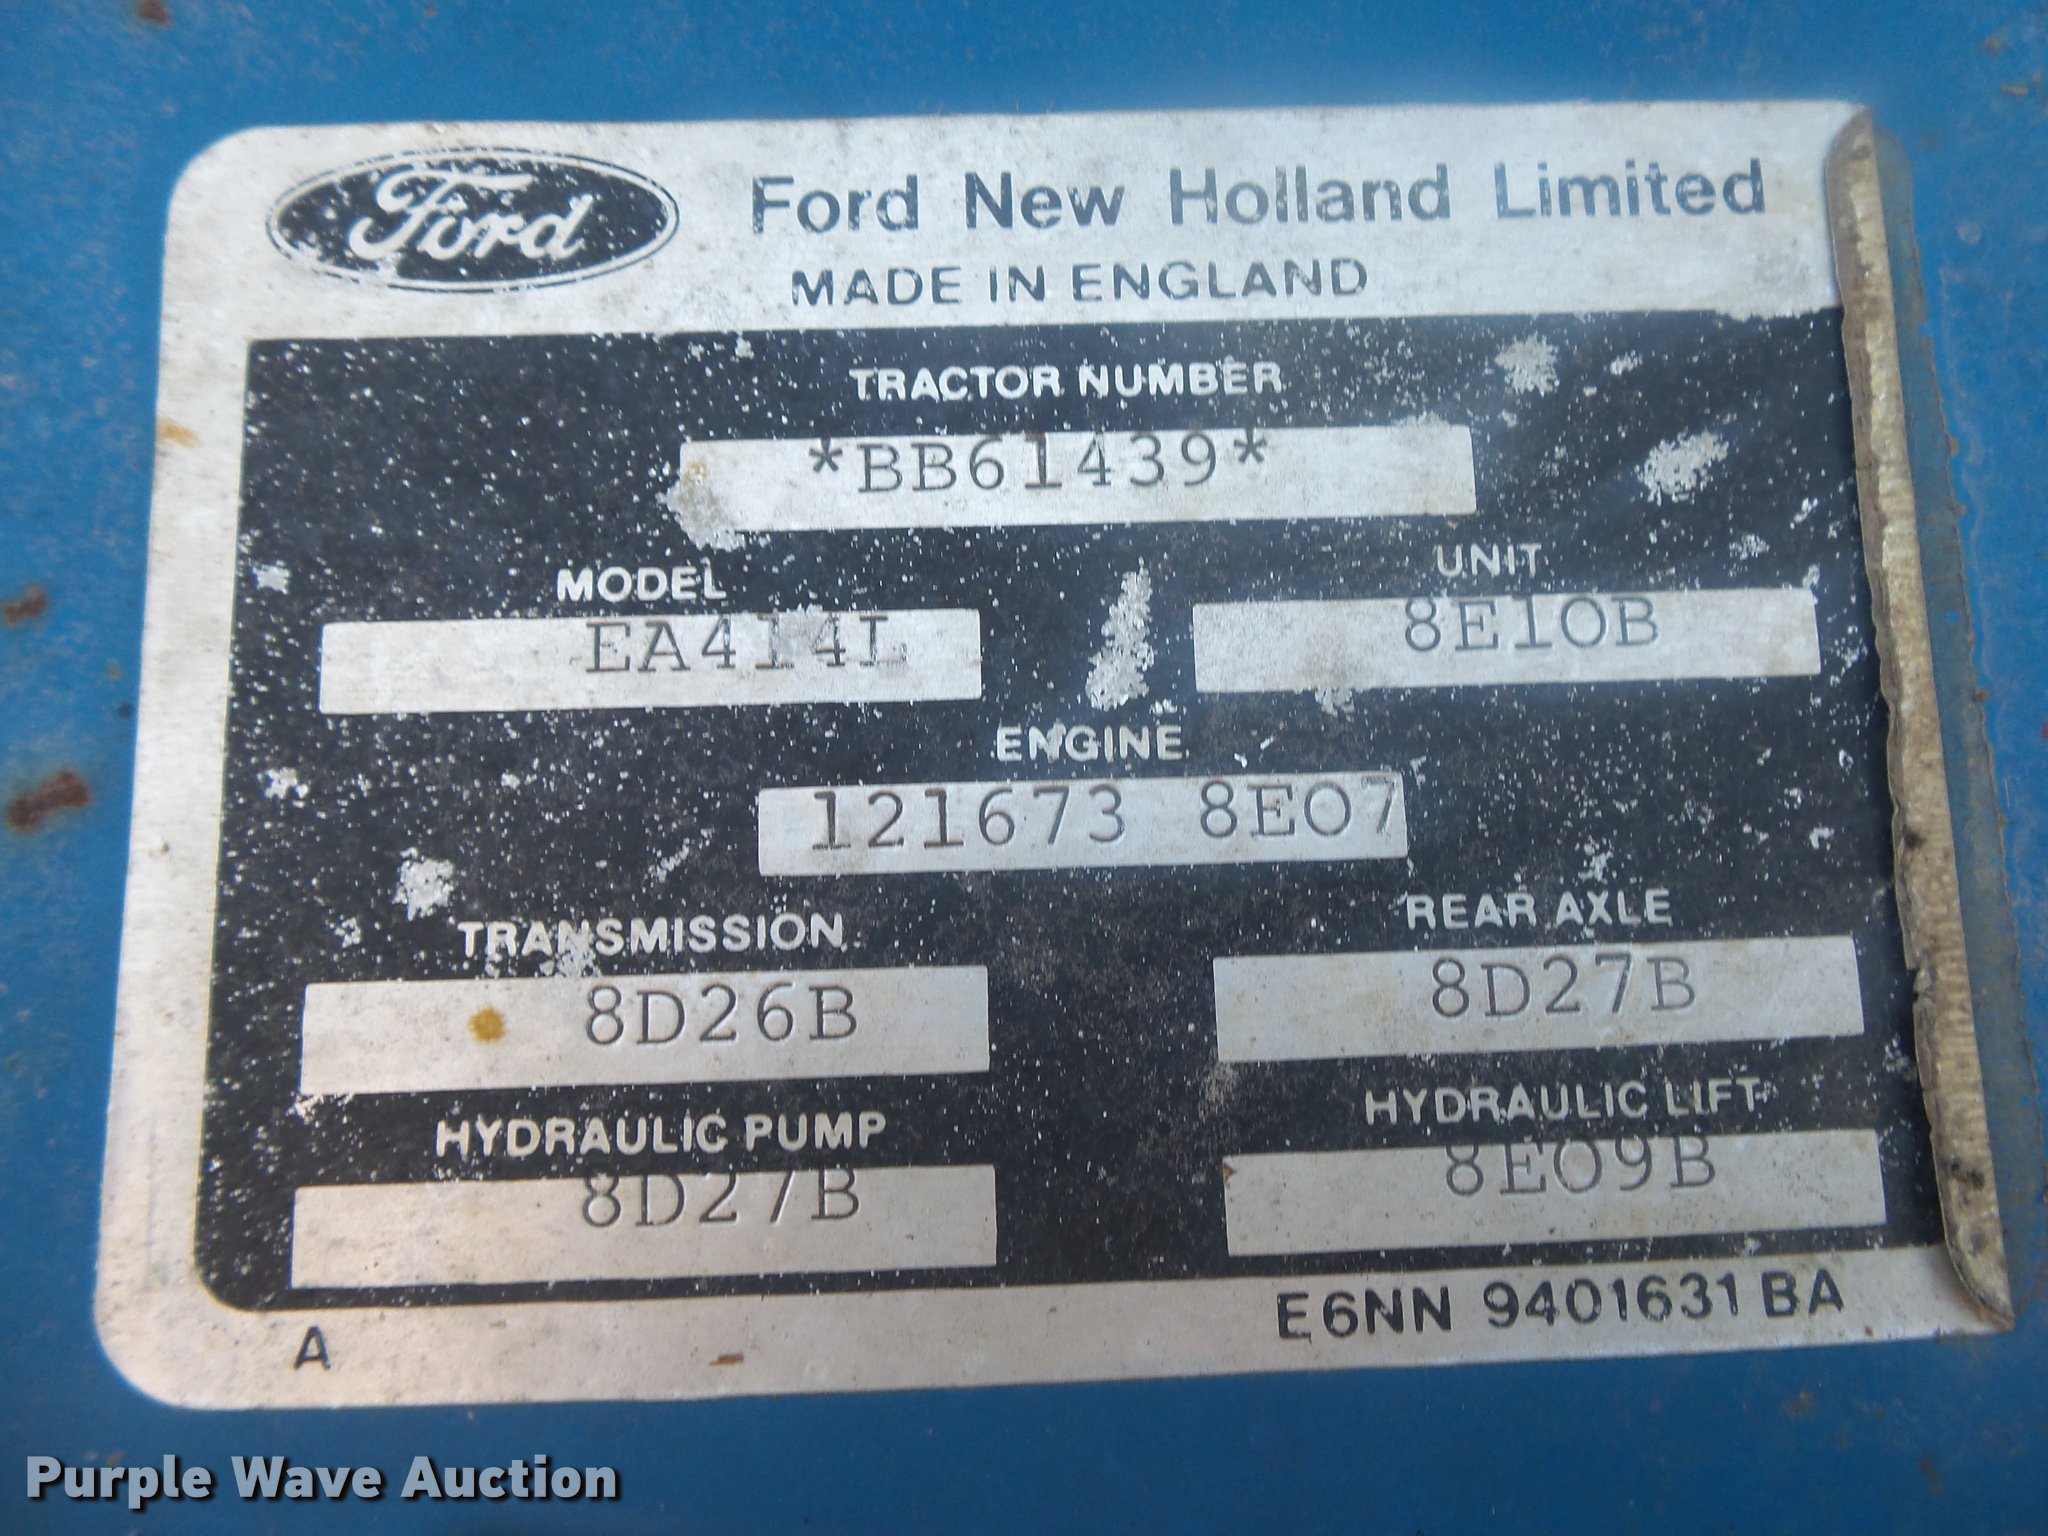 Ford Ford New Holland Limited
MADE IN ENGLAND
TRACTOR NUMBER
*BB61439*
MODEL UNIT
EA414L 8E10B
ENGINE
121673 8E07
TRANSMISSION REAR AXLE
8D26B 8D27B
HYDRAULIC PUMP HYDRAULIC LIFT
8D27B 8E09B
A E6NN 9401631 BA
Purple Wave Auction